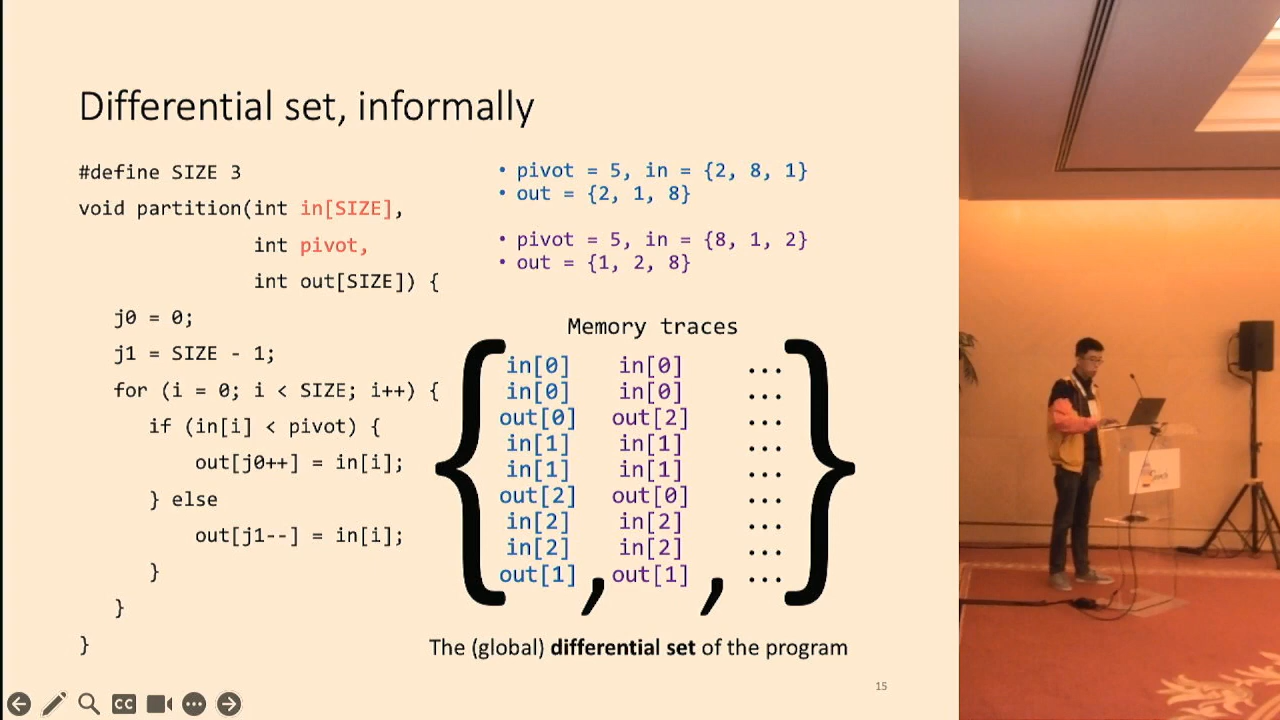 Differential set, informally
#define SIZE 3
void partition(int in[SIZE],
int pivot,
int out[SIZE]) {
j0 = 0;
j1 = SIZE - 1;
for (i = 0; i < SIZE; i++) {
if (in[i] < pivot) {
out[j0++] = in[i];
} else
out[j1--] = in[i];
}
}
}
• pivot = 5, in = {2, 8, 1}
• out = {2, 1, 8}
• pivot = 5, in = {8, 1, 2}
• out = {1, 2, 8}
Memory traces
{ in[0] in[0] ...
in[0] in[0] ...
out[0] out[2] ...
in[1] in[1] ...
in[1] in[1] ...
out[2] out[0] ...
in[2] in[2] ...
in[2] in[2] ...
out[1] , out[1] , ... }
The (global) differential set of the program
15
CC